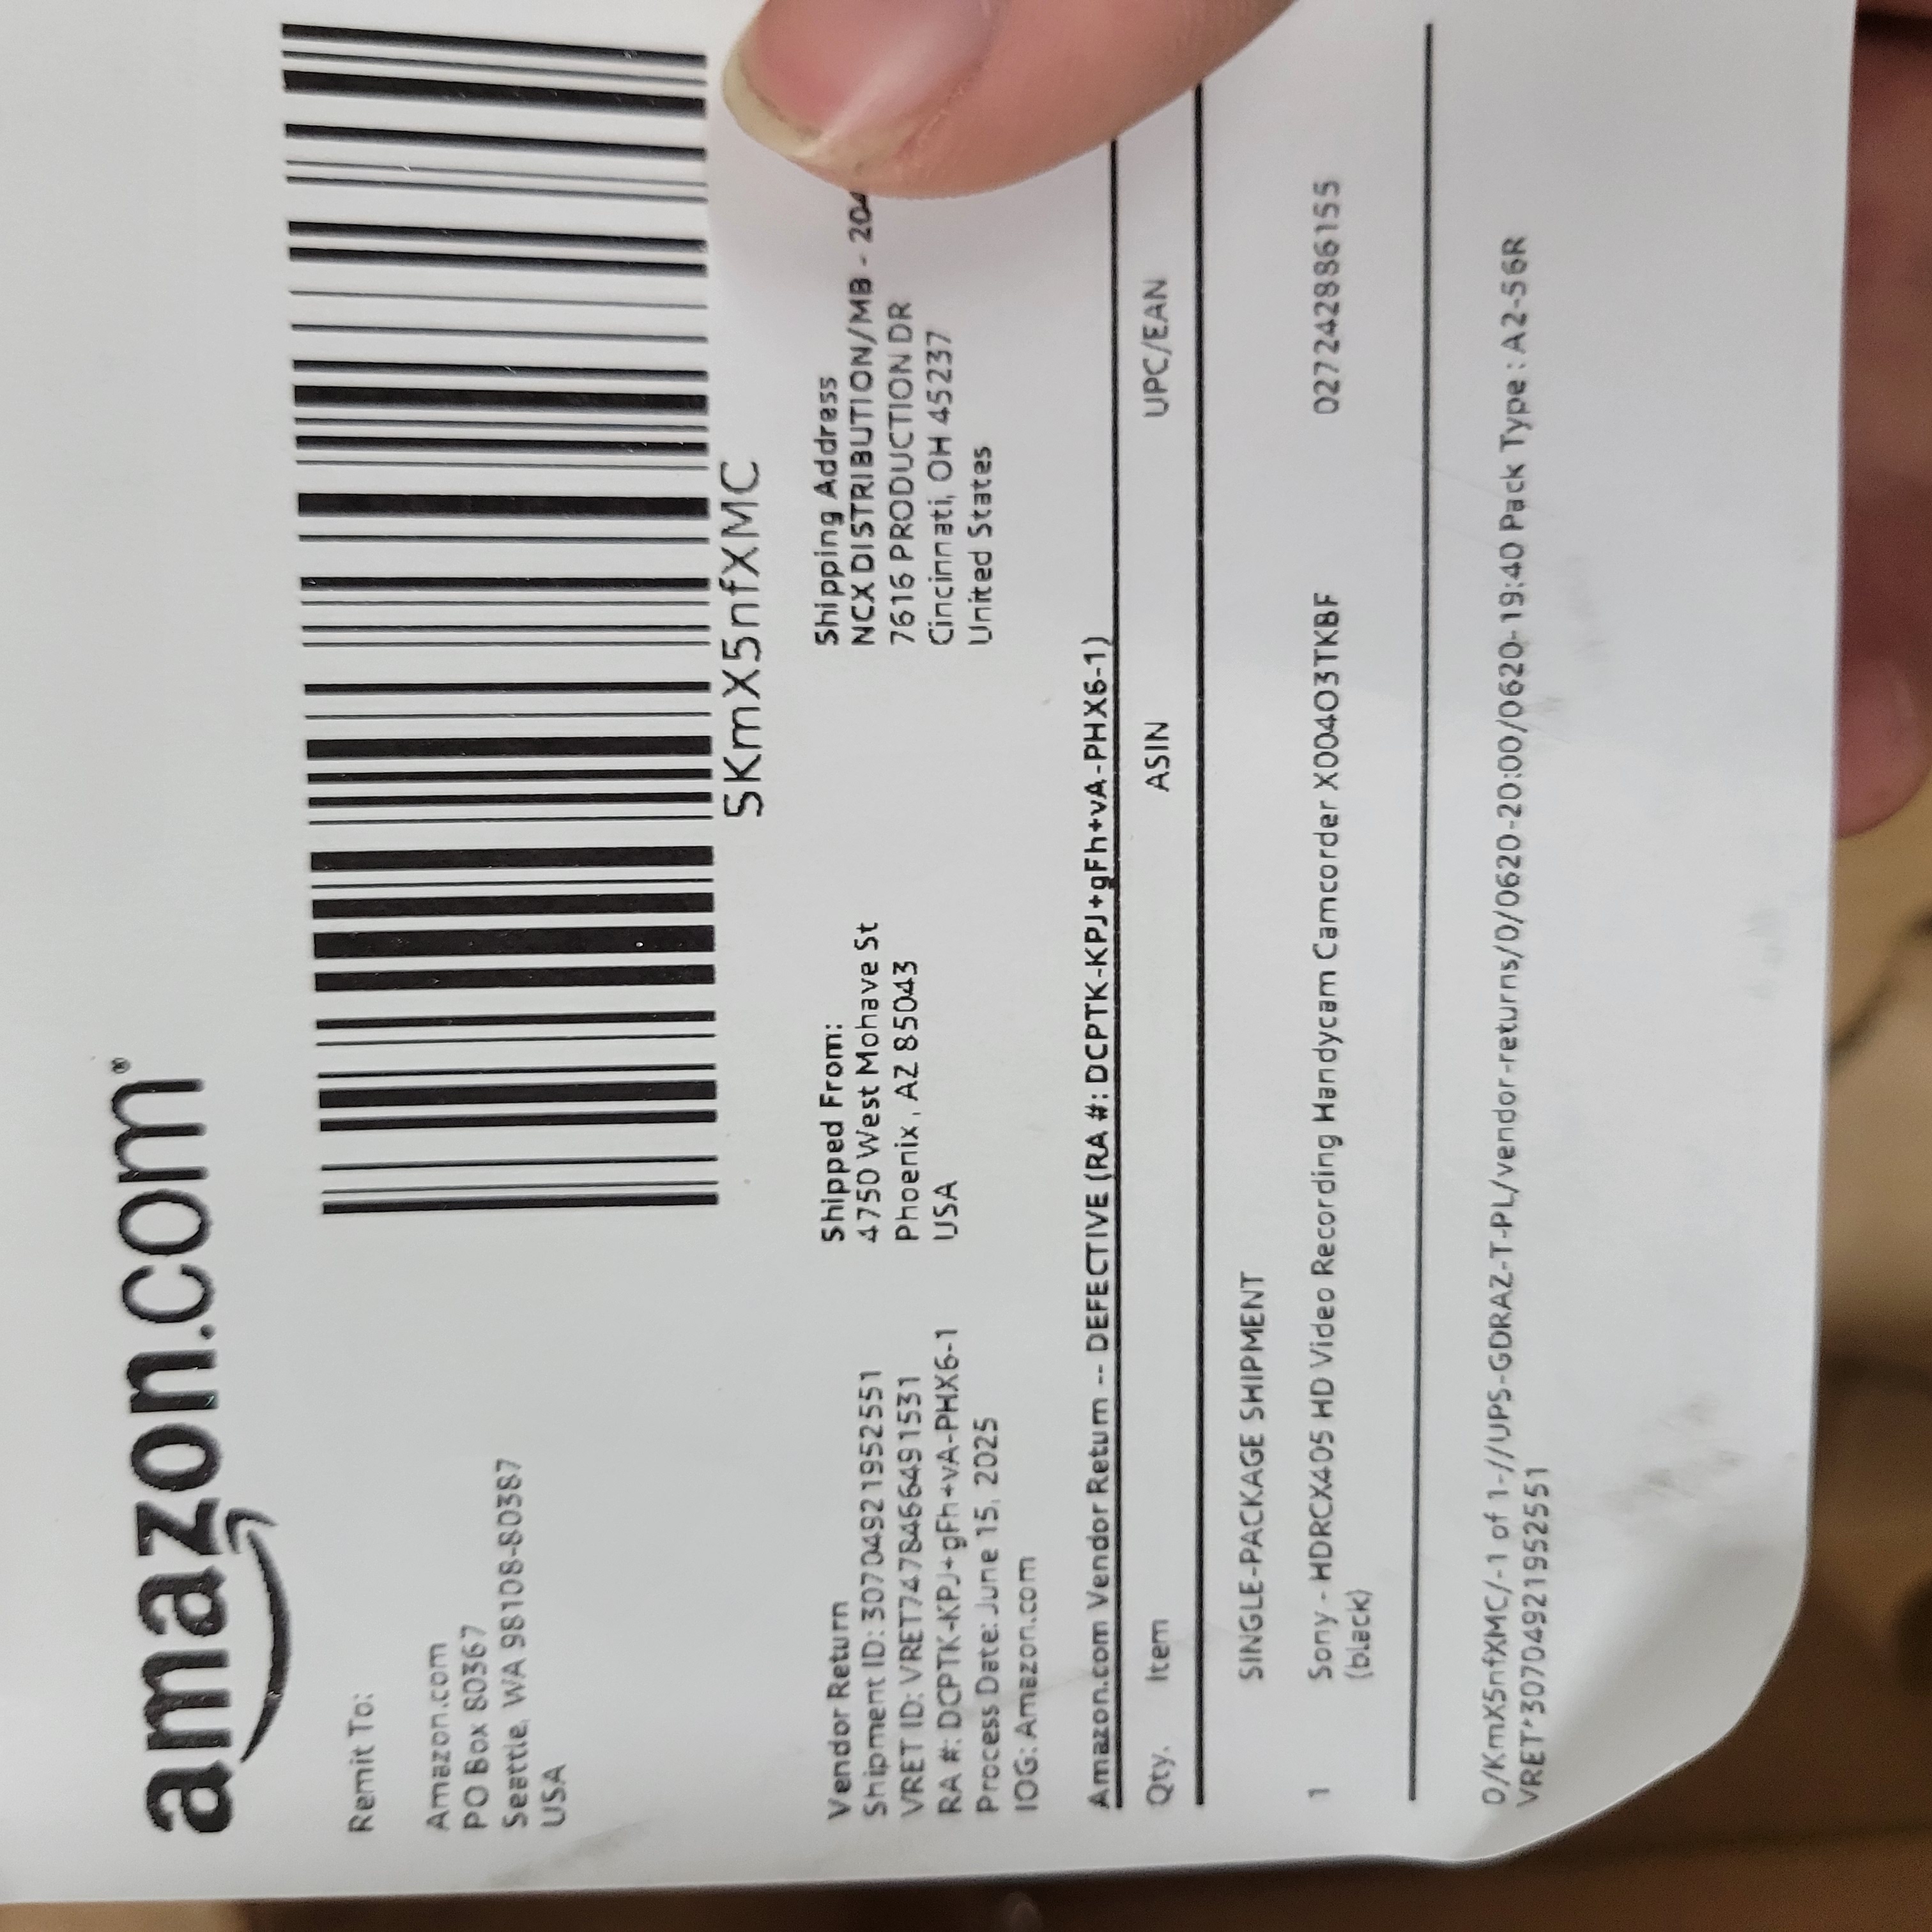 amazon.com®
Remit To:
Amazon.com
PO Box 80367
Seattle, WA 98108-80387
USA
5KmX5nfXMC
Vendor Return
Shipment ID: 30704921952551
VRET ID: VRET7478466491531
RA #: DCPTK-KPJ+gFh+vA-PHX6-1
Process Date: June 15, 2025
IOG: Amazon.com
Shipped From:
4750 West Mohave St
Phoenix , AZ 85043
USA
Shipping Address
NCX DISTRIBUTION/MB - 204
7616 PRODUCTION DR
Cincinnati, OH 45237
United States
Amazon.com Vendor Return -- DEFECTIVE (RA #: DCPTK-KPJ+gFh+vA-PHX6-1)
Qty. Item ASIN UPC/EAN
SINGLE-PACKAGE SHIPMENT
1 Sony - HDRCX405 HD Video Recording Handycam Camcorder X004O3TKBF 027242886155
(black)
0/KmX5nfXMC/-1 of 1-//UPS-GDRAZ-T-PL/vendor-returns/0/0620-20:00/0620-19:40 Pack Type : A2-56R
VRET*30704921952551